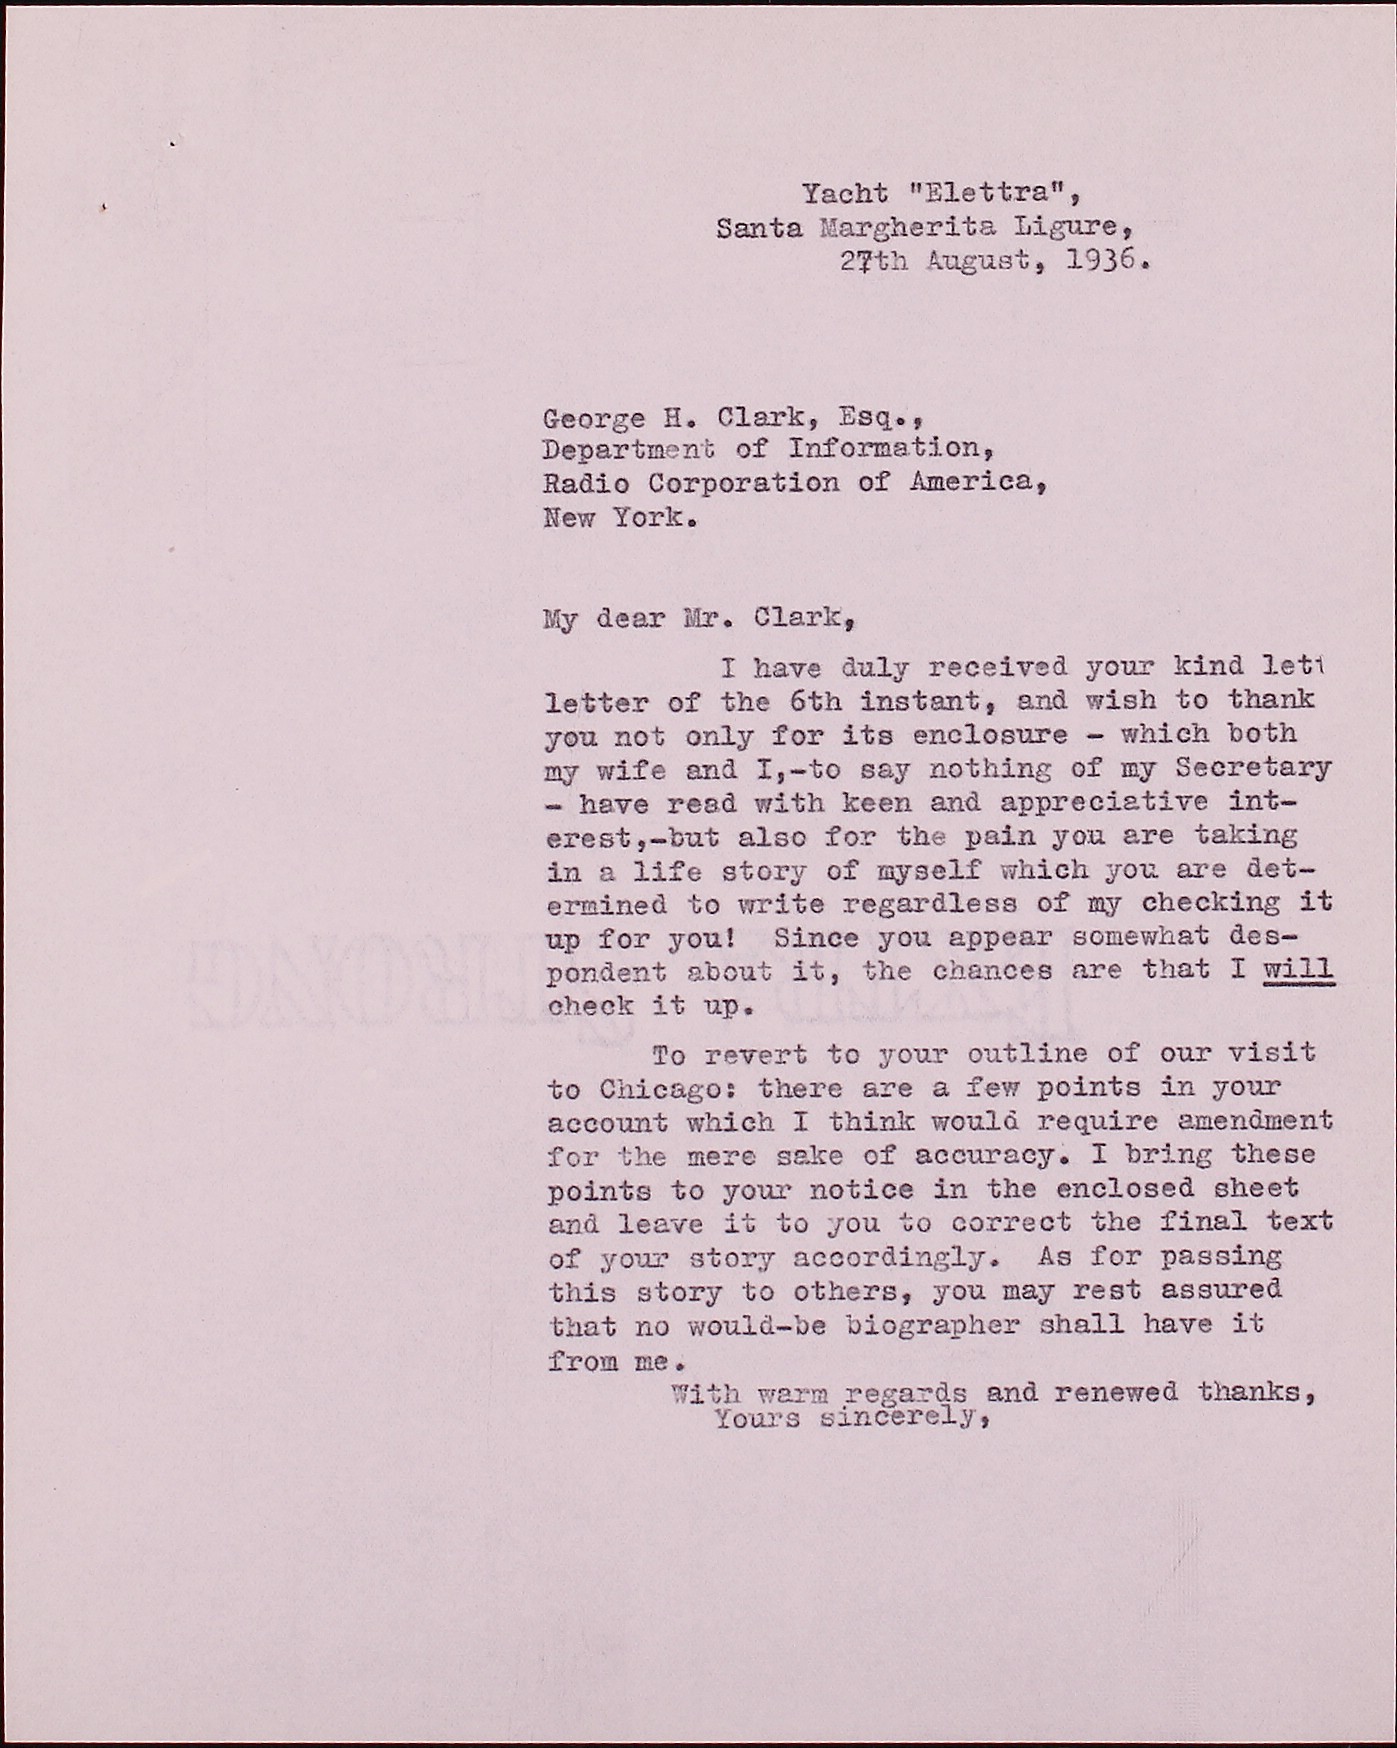 Yacht "Elettra",
Santa Margherita Ligure,
27th August, 1936.
George H. Clark, Esq.,
Department of Information,
Radio Corporation of America,
New York.
My dear Mr. Clark,
I have duly received your kind lett
letter of the 6th instant, and wish to thank
you not only for its enclosure - which both
my wife and I,-to say nothing of my Secretary
- have read with keen and appreciative int-
erest,-but also for the pain you are taking
in a life story of myself which you are det-
ermined to write regardless of my checking it
up for you! Since you appear somewhat des-
pondent about it, the chances are that I will
check it up.
To revert to your outline of our visit
to Chicago: there are a few points in your
account which I think would require amendment
for the mere sake of accuracy. I bring these
points to your notice in the enclosed sheet
and leave it to you to correct the final text
of your story accordingly. As for passing
this story to others, you may rest assured
that no would-be biographer shall have it
from me.
With warm regards and renewed thanks,
Yours sincerely,